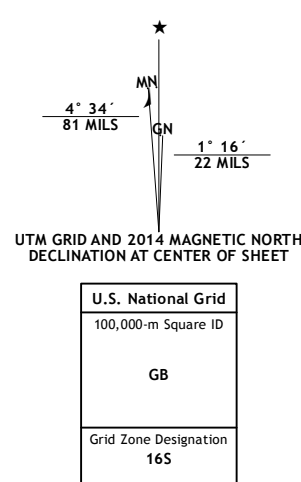 ★
MN
4° 34´
81 MILS
GN
1° 16´
22 MILS
UTM GRID AND 2014 MAGNETIC NORTH
DECLINATION AT CENTER OF SHEET
U.S. National Grid
100,000-m Square ID
GB
Grid Zone Designation
16S